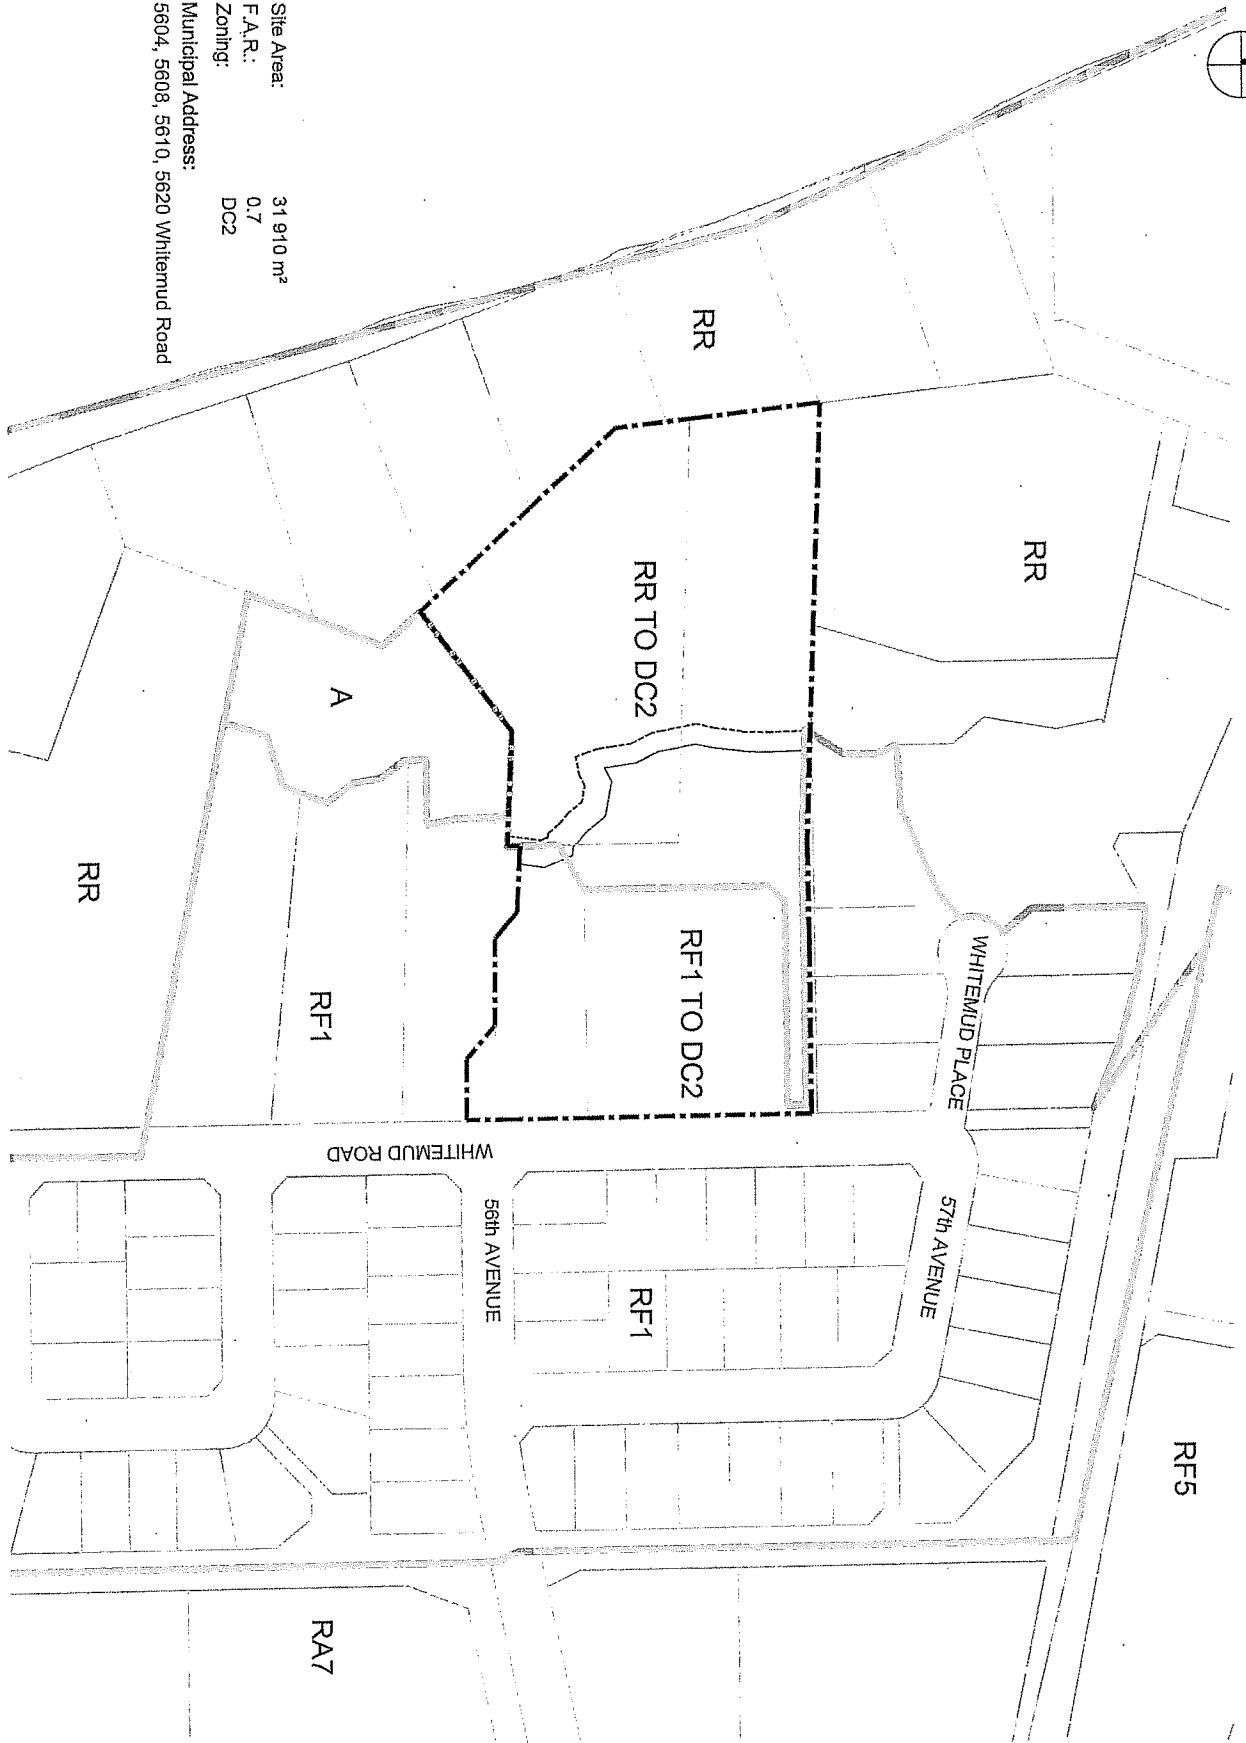 RR
RR
RR TO DC2
A
RR
RF1
RF1 TO DC2
WHITEMUD PLACE
WHITEMUD ROAD
56th AVENUE
57th AVENUE
RF1
RF5
RA7
Site Area: 31 910 m²
F.A.R.: 0.7
Zoning: DC2
Municipal Address:
5604, 5608, 5610, 5620 Whitemud Road